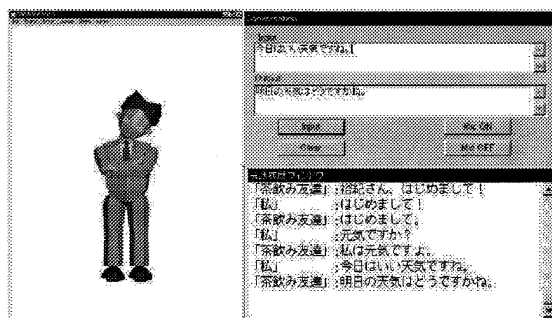 Conversation
Input
今日はいい天気ですね。
Output
明日の天気はどうですかね。
Input
Mic ON
Clear
Mic OFF
「茶飲み友達」;裕紀さん、はじめまして!
「私」 ;はじめまして!
「茶飲み友達」;はじめまして。
「私」 ;元気ですか?
「茶飲み友達」;私は元気ですよ。
「私」 ;今日はいい天気ですね。
「茶飲み友達」;明日の天気はどうですかね。